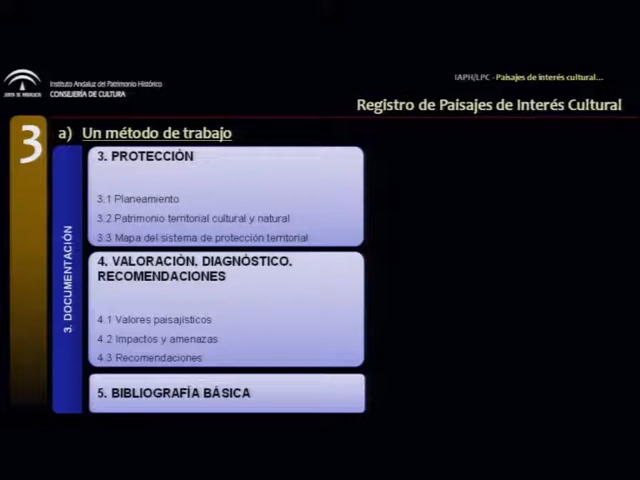 Instituto Andaluz del Patrimonio Histórico
CONSEJERÍA DE CULTURA
JUNTA DE ANDALUCIA
IAPH/LPC - Paisajes de interés cultural...
Registro de Paisajes de Interés Cultural
3
a) Un método de trabajo
3. DOCUMENTACIÓN
3. PROTECCIÓN
3.1 Planeamiento
3.2 Patrimonio territorial cultural y natural
3.3 Mapa del sistema de protección territorial
4. VALORACIÓN, DIAGNÓSTICO,
RECOMENDACIONES
4.1 Valores paisajísticos
4.2 Impactos y amenazas
4.3 Recomendaciones
5. BIBLIOGRAFÍA BÁSICA